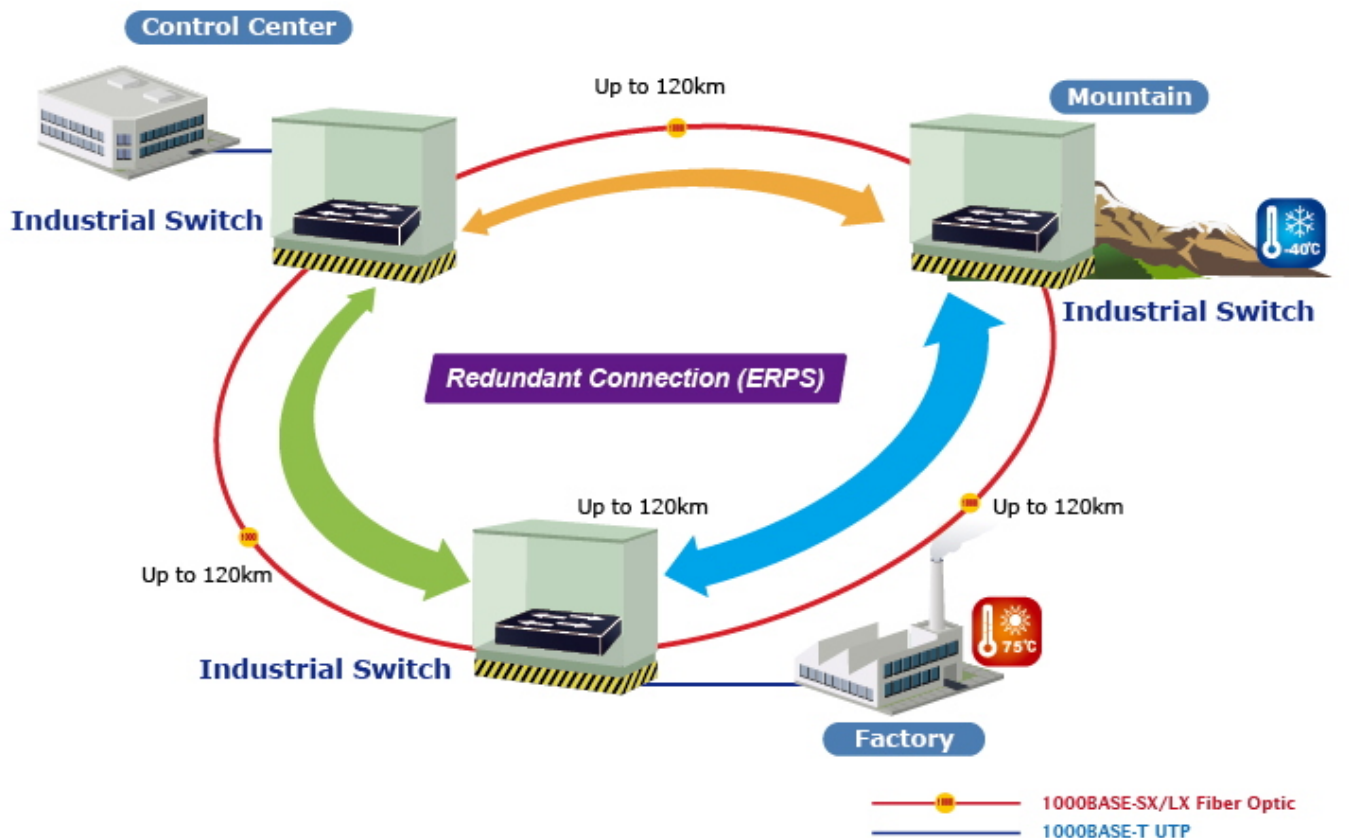 Control Center
Up to 120km
Mountain
Industrial Switch
-40℃
Industrial Switch
Redundant Connection (ERPS)
Up to 120km
Up to 120km
Up to 120km
75℃
Industrial Switch
Factory
1000BASE-SX/LX Fiber Optic
1000BASE-T UTP